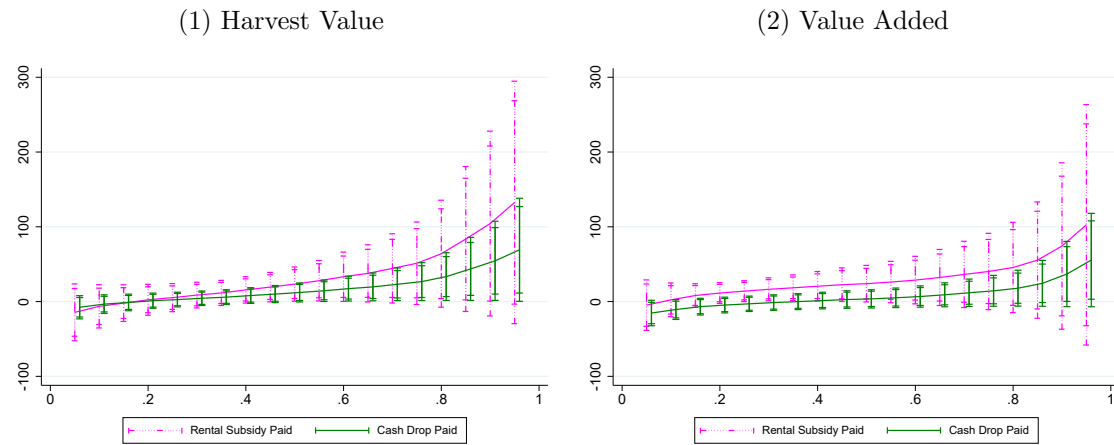 (1) Harvest Value
300
200
100
0
-100
0 .2 .4 .6 .8 1
Rental Subsidy Paid Cash Drop Paid
(2) Value Added
300
200
100
0
-100
0 .2 .4 .6 .8 1
Rental Subsidy Paid Cash Drop Paid